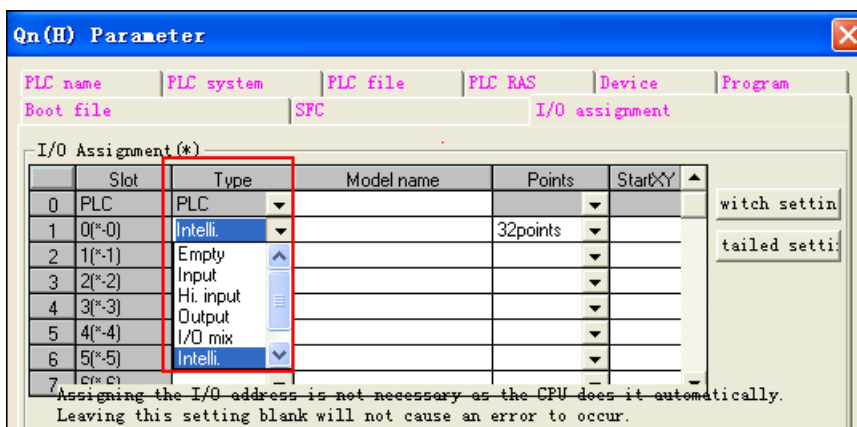 Qn(H) Parameter
PLC name PLC system PLC file PLC RAS Device Program
Boot file SFC I/O assignment
I/O Assignment(*)
Slot Type Model name Points StartXY
0 PLC PLC
1 0(*-0) Intelli. 32points
2 1(*-1) Empty
3 2(*-2) Input
Hi. input
4 3(*-3) Output
5 4(*-4) I/O mix
6 5(*-5) Intelli.
7 6(*-6)
witch settin
tailed setti
Assigning the I/O address is not necessary as the CPU does it automatically.
Leaving this setting blank will not cause an error to occur.